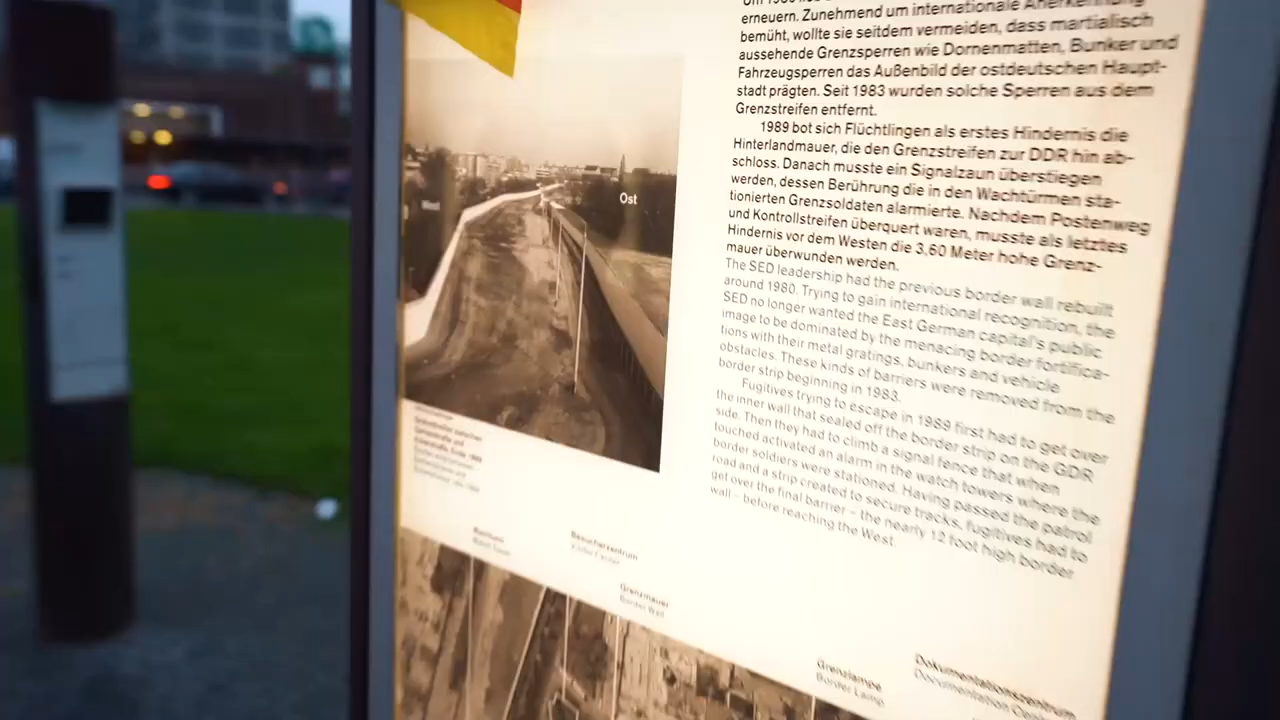 erneuern. Zunehmend um internationale Anerkennung
bemüht, wollte sie seitdem vermeiden, dass martialisch
aussehende Grenzsperren wie Dornenmatten, Bunker und
Fahrzeugsperren das Außenbild der ostdeutschen Haupt-
stadt prägten. Seit 1983 wurden solche Sperren aus dem
Grenzstreifen entfernt.
1989 bot sich Flüchtlingen als erstes Hindernis die
Hinterlandmauer, die den Grenzstreifen zur DDR hin ab-
schloss. Danach musste ein Signalzaun überstiegen
werden, dessen Berührung die in den Wachtürmen sta-
tionierten Grenzsoldaten alarmierte. Nachdem Postenweg
und Kontrollstreifen überquert waren, musste als letztes
Hindernis vor dem Westen die 3,60 Meter hohe Grenz-
mauer überwunden werden.
The SED leadership had the previous border wall rebuilt
around 1980. Trying to gain international recognition, the
SED no longer wanted the East German capital's public
image to be dominated by the menacing border fortifica-
tions with their metal gratings, bunkers and vehicle
obstacles. These kinds of barriers were removed from the
border strip beginning in 1983.
Fugitives trying to escape in 1989 first had to get over
the inner wall that sealed off the border strip on the GDR
side. Then they had to climb a signal fence that when
touched activated an alarm in the watch towers where the
border soldiers were stationed. Having passed the patrol
road and a strip created to secure tracks, fugitives had to
get over the final barrier – the nearly 12 foot high border
wall – before reaching the West.
West
Ost
Besucherzentrum
Visitor Center
Grenzmauer
Border Wall
Grenzlampe
Border Lamp
Dokumentationszentrum
Documentation Center